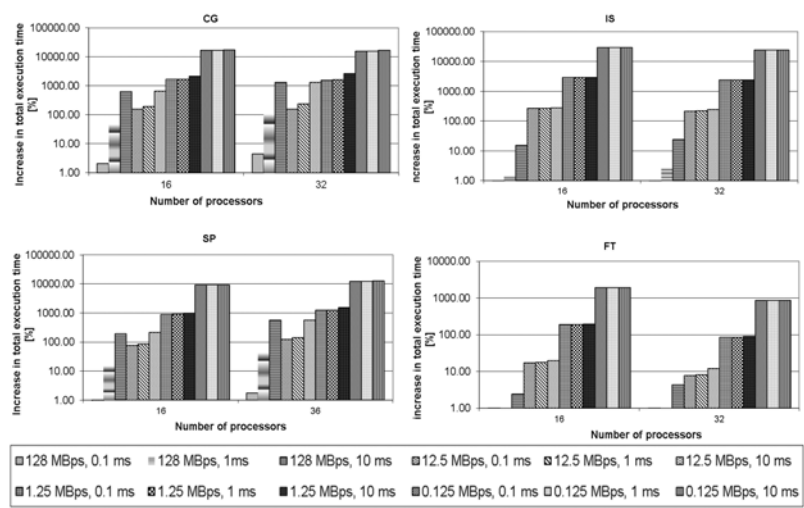 CG
Increase in total execution time
[%]
100000.00
10000.00
1000.00
100.00
10.00
1.00
16
32
Number of processors
IS
ncrease in total execution time
[%]
100000.00
10000.00
1000.00
100.00
10.00
1.00
16
32
Number of processors
SP
Increase in total execution time
[%]
100000.00
10000.00
1000.00
100.00
10.00
1.00
16
36
Number of processors
FT
ncrease in total execution time
[%]
10000.00
1000.00
100.00
10.00
1.00
16
32
Number of processors
128 MBps, 0.1 ms
128 MBps, 1ms
128 MBps, 10 ms
12.5 MBps, 0.1 ms
12.5 MBps, 1 ms
12.5 MBps, 10 ms
1.25 MBps, 0.1 ms
1.25 MBps, 1 ms
1.25 MBps, 10 ms
0.125 MBps, 0.1 ms
0.125 MBps, 1 ms
0.125 MBps, 10 ms